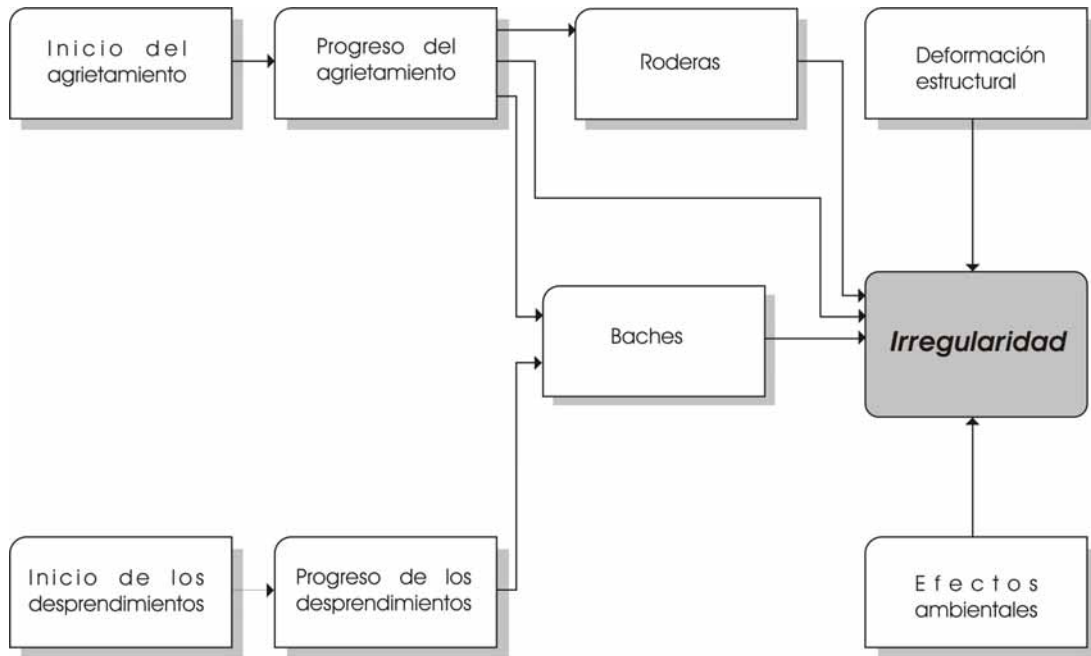 Inicio del
agrietamiento
Progreso del
agrietamiento
Roderas
Deformación
estructural
Baches
Irregularidad
Inicio de los
desprendimientos
Progreso de los
desprendimientos
Efectos
ambientales